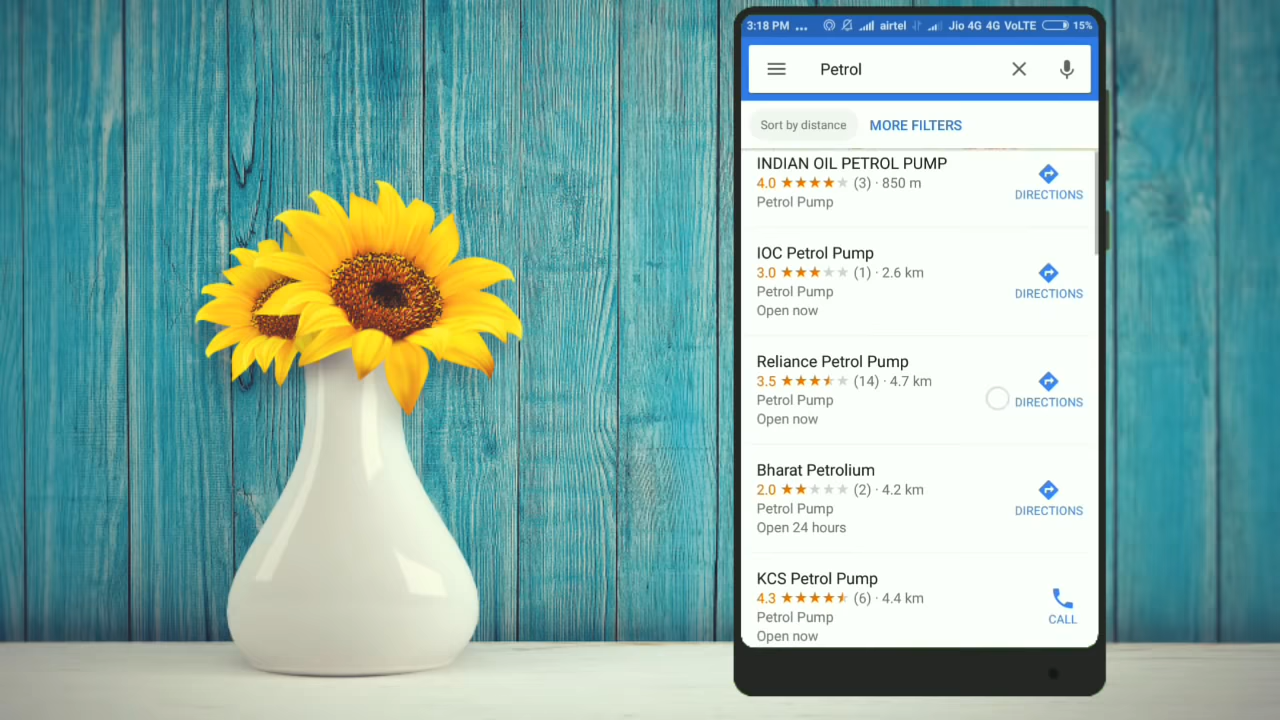 3:18 PM ... airtel Jio 4G 4G VoLTE 15%
Petrol
Sort by distance MORE FILTERS
INDIAN OIL PETROL PUMP
4.0 (3) · 850 m
DIRECTIONS
Petrol Pump
IOC Petrol Pump
3.0 (1) · 2.6 km
Petrol Pump
DIRECTIONS
Open now
Reliance Petrol Pump
3.5 (14) · 4.7 km
Petrol Pump
DIRECTIONS
Open now
Bharat Petrolium
2.0 (2) · 4.2 km
Petrol Pump
DIRECTIONS
Open 24 hours
KCS Petrol Pump
4.3 (6) · 4.4 km
Petrol Pump
CALL
Open now